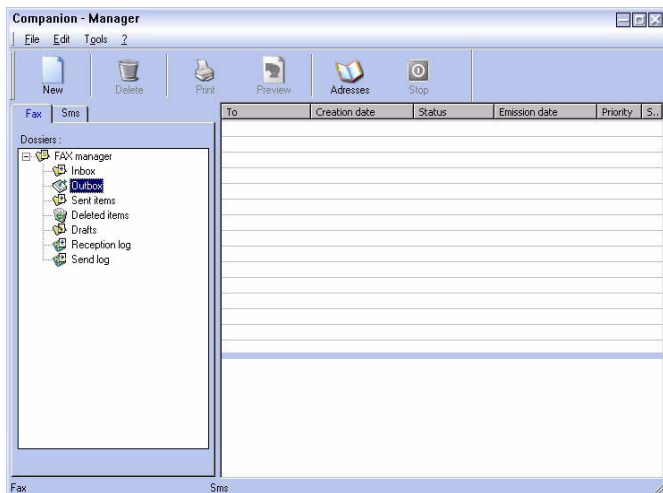 Companion - Manager
File Edit Tools ?
New Delete Print Preview Adresses Stop
Fax Sms
To Creation date Status Emission date Priority S..
Dossiers :
FAX manager
Inbox
Outbox
Sent items
Deleted items
Drafts
Reception log
Send log
Fax Sms